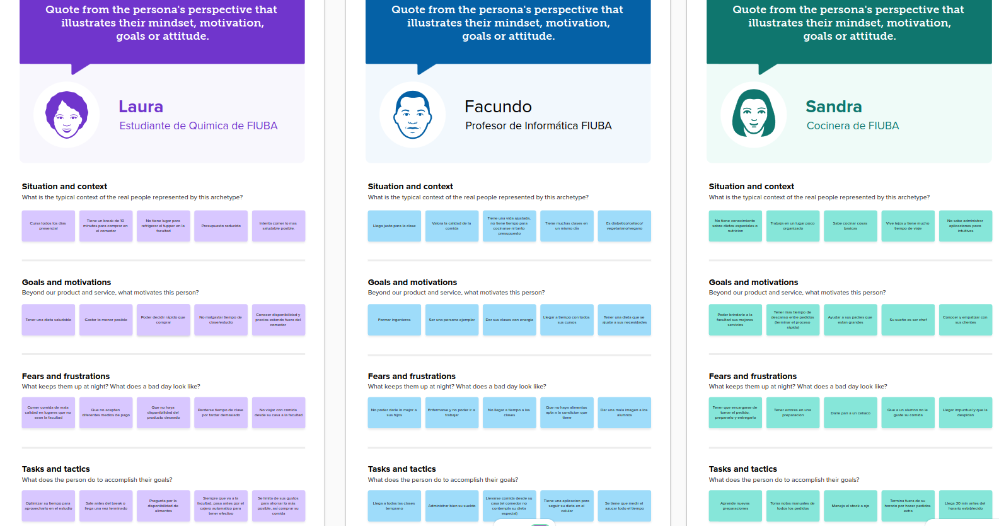 Quote from the persona's perspective that
illustrates their mindset, motivation,
goals or attitude.
Laura
Estudiante de Quimica de FIUBA
Situation and context
What is the typical context of the real people represented by this archetype?
Cursa todos los dias
presencial
Tiene un break de 10
minutos para comprar en
el comedor
No tiene lugar para
refrigerar el tupper en la
facultad
Presupuesto reducido
Intenta comer lo mas
saludable posible.
Goals and motivations
Beyond our product and service, what motivates this person?
Tener una dieta saludable
Gastar lo menor posible
Poder decidir rápido que
comprar
No malgastar tiempo de
clase/estudio
Conocer disponibilidad y
precios estando fuera del
comedor
Fears and frustrations
What keeps them up at night? What does a bad day look like?
Comer comida de mala
calidad en lugares que no
sean la facultad
Que no acepten
diferentes medios de pago
Que no haya
disponibilidad del
producto deseado
Perderse tiempo de clase
por tardar demasiado
No viajar con comida
desde su casa a la facultad
Tasks and tactics
What does the person do to accomplish their goals?
Optimizar su tiempo para
aprovecharlo en el estudio
Sale antes del break o
llega una vez terminado
Pregunta por la
disponibilidad de
alimentos
Siempre que va a la
facultad, pasa antes por el
cajero automatico para
tener efectivo
Se limita de sus gustos
para ahorrar lo más
posible, así comprar su
comida
Quote from the persona's perspective that
illustrates their mindset, motivation,
goals or attitude.
Facundo
Profesor de Informática FIUBA
Situation and context
What is the typical context of the real people represented by this archetype?
Llega justo para la clase
Valora la calidad de la
comida
Tiene una vida ajustada,
no tiene tiempo para
cocinarse ni tanto
presupuesto
Tiene muchas clases en
un mismo día
Es diabetico/celiaco/
vegetariano/vegano
Goals and motivations
Beyond our product and service, what motivates this person?
Formar ingenieros
Ser una persona ejemplar
Dar sus clases con energia
Llegar a tiempo con todos
sus cursos
Tener una dieta que se
ajuste a sus necesidades
Fears and frustrations
What keeps them up at night? What does a bad day look like?
No poder darle lo mejor a
sus hijos
Enfermarse y no poder ir a
trabajar
No llegar a tiempo a las
clases
Que no haya alimentos
apta a la condicion que
tiene
Dar una mala imagen a los
alumnos
Tasks and tactics
What does the person do to accomplish their goals?
Llega a todas las clases
temprano
Administrar bien su sueldo
Llevarse comida desde su
casa (el comedor no
contempla su dieta
especial)
Tiene una aplicacion para
seguir su dieta en el
celular
Se tiene que medir el
azucar todo el tiempo
Quote from the persona's perspective that
illustrates their mindset, motivation,
goals or attitude.
Sandra
Cocinera de FIUBA
Situation and context
What is the typical context of the real people represented by this archetype?
No tiene conocimiento
sobre dietas especiales o
nutricion
Trabaja en un lugar poco
organizado
Sabe cocinar cosas
basicas
Vive lejos y tiene mucho
tiempo de viaje
No sabe administrar
aplicaciones poco
intuitivas
Goals and motivations
Beyond our product and service, what motivates this person?
Poder brindarle a la
facultad sus mejores
servicios
Tener mas tiempo de
descanso entre pedidos
(terminar el proceso
rápido)
Ayudar a sus padres que
estan grandes
Su sueño es ser chef
Conocer y empatizar con
sus clientes
Fears and frustrations
What keeps them up at night? What does a bad day look like?
Tener que encargarse de
tomar el pedido,
prepararlo y entregarlo
Tener errores en una
preparacion
Darle pan a un celiaco
Que a un alumno no le
guste su comida
Llegar impuntual y que la
despidan
Tasks and tactics
What does the person do to accomplish their goals?
Aprende nuevas
preparaciones
Toma notas manuales de
todos los pedidos
Maneja el stock a ojo
Termina fuera de su
horario por hacer pedidos
extra
Llega 30 min antes del
horario establecido